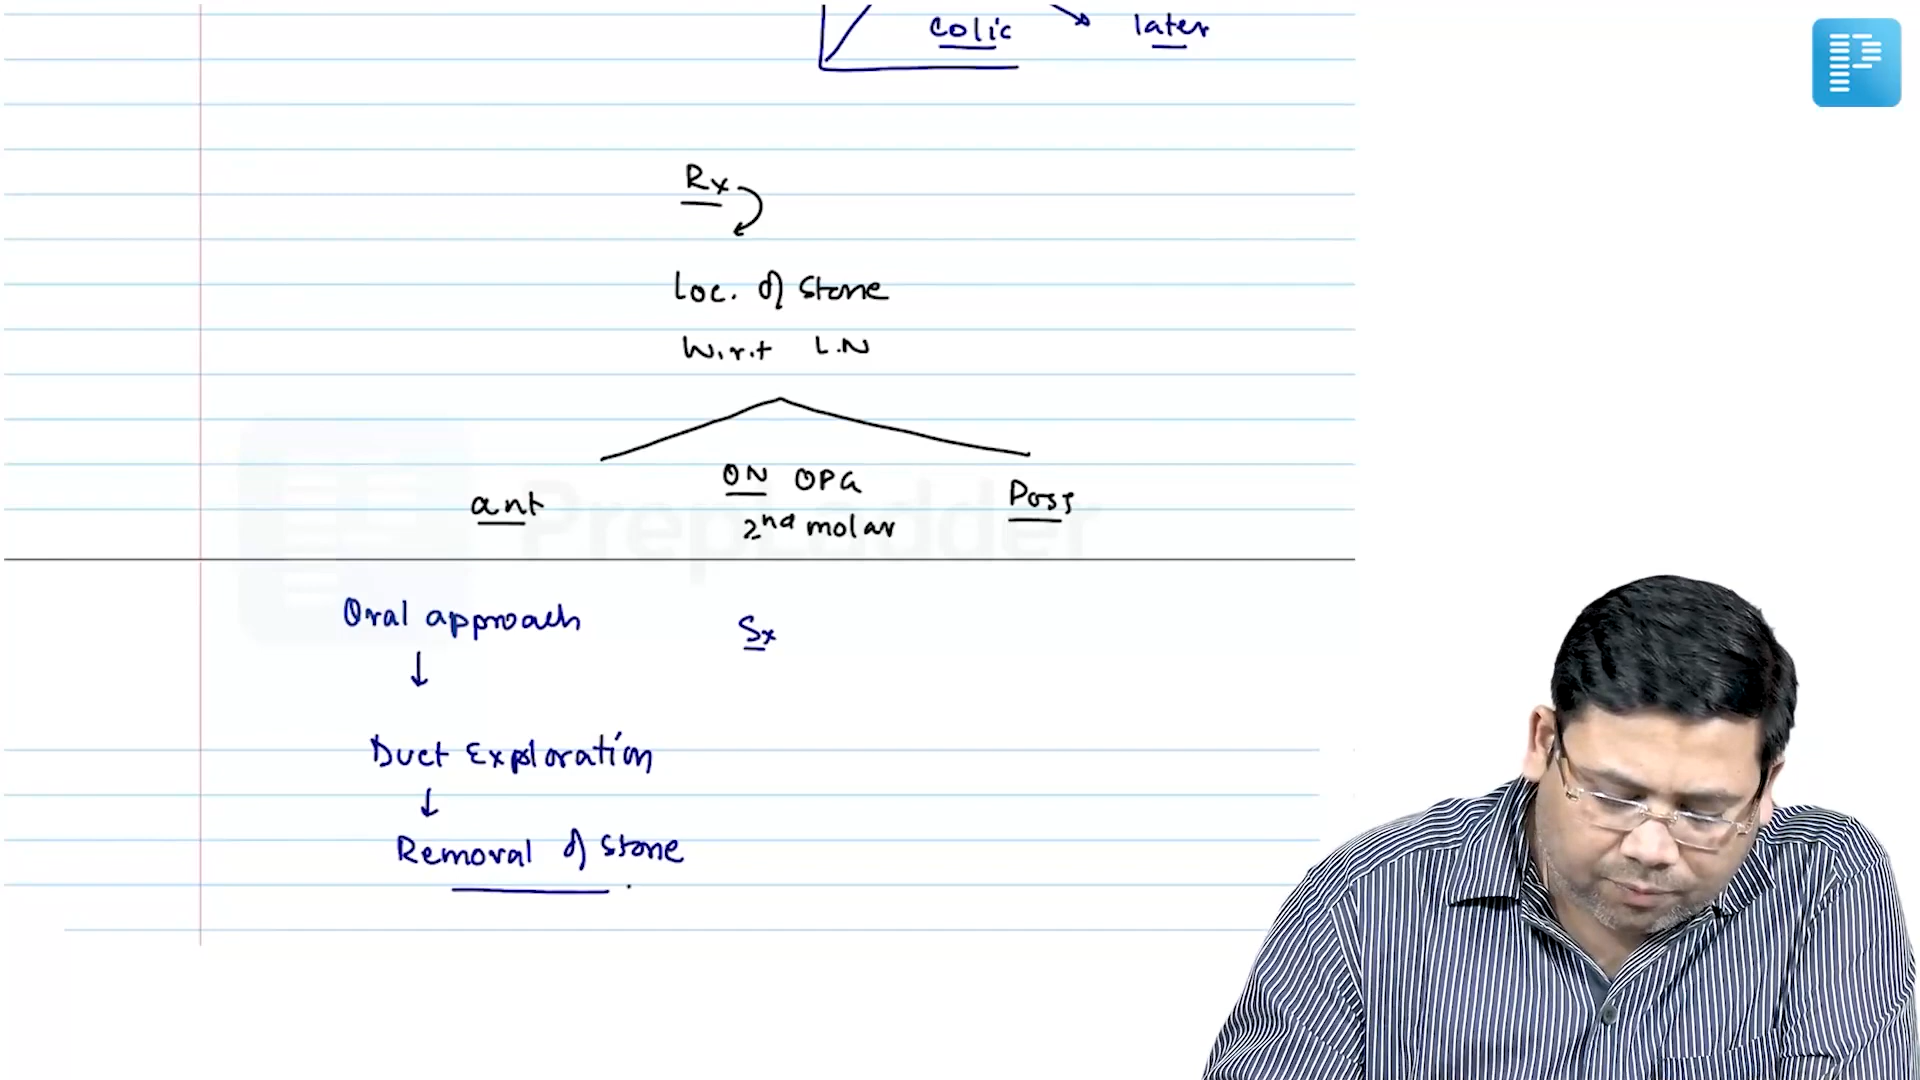 Colic
later
Rx
Loc. of Stone
W.r.t L.N
ant
ON OPG
2nd molar
Post
PrepLadder
Oral approach
Sx
↓
Duct Exploration
↓
Removal of stone